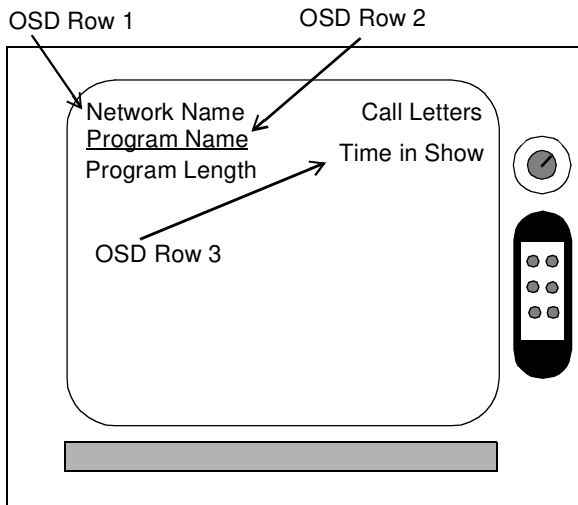 OSD Row 1
OSD Row 2
Network Name
Call Letters
Program Name
Time in Show
Program Length
OSD Row 3